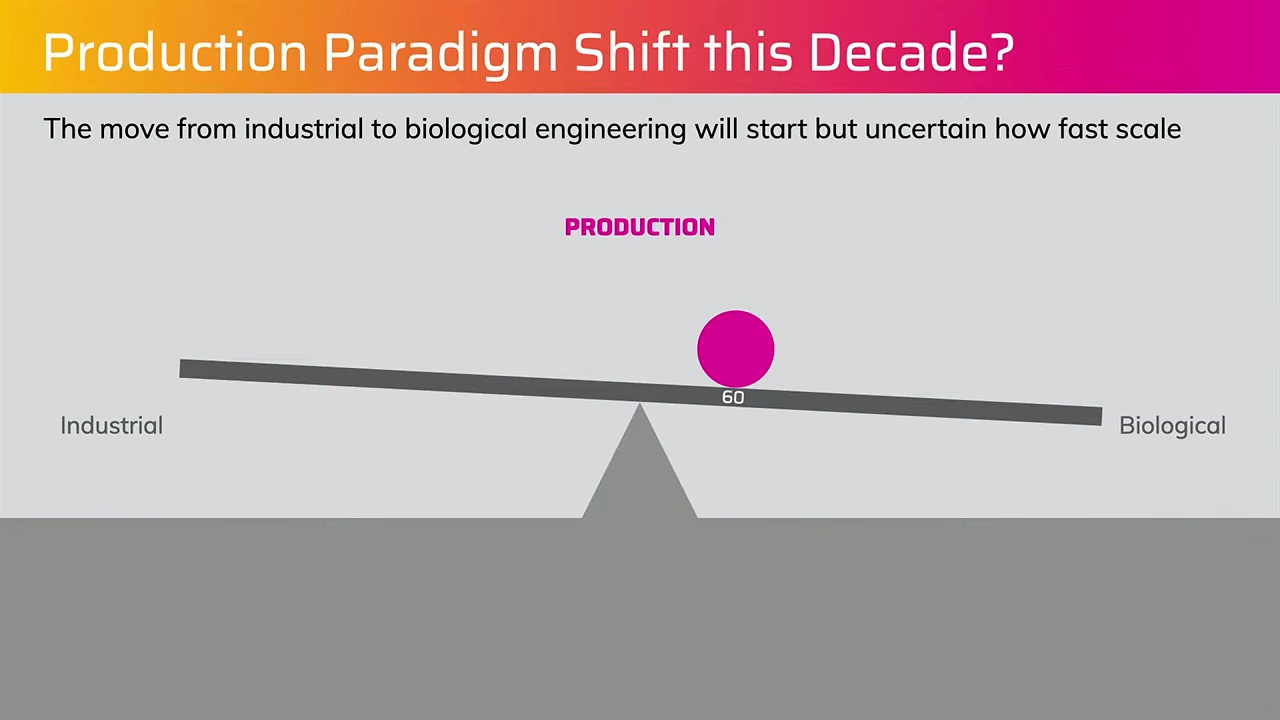 Production Paradigm Shift this Decade?
The move from industrial to biological engineering will start but uncertain how fast scale
PRODUCTION
60
Industrial
Biological